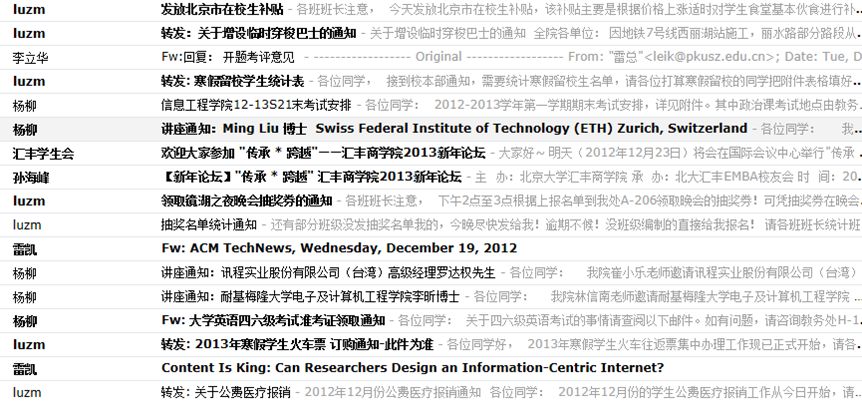 luzm 发放北京市在校生补贴 - 各班班长注意， 今天发放北京市在校生补贴，该补贴主要是根据价格上涨适时对学生食堂基本伙食进行补...
luzm 转发：关于增设临时穿梭巴士的通知 - 关于增设临时穿梭巴士的通知 全院各单位： 因地铁7号线西丽湖站施工，丽水路部分路段从...
李立华 Fw:回复： 开题考评意见 - ------------------ Original ------------------ From: "雷总"<leik@pkusz.edu.cn>; Date: Tue, D
luzm 转发: 寒假留校学生统计表 - 各位同学， 接到校本部通知，需要统计寒假留校生名单，请各位打算寒假留校的同学把附件表格填好...
杨柳 信息工程学院12-13S21末考试安排 - 各位同学： 2012-2013学年第一学期期末考试安排，详见附件。其中政治课考试地点由教务...
杨柳 讲座通知：Ming Liu 博士 Swiss Federal Institute of Technology (ETH) Zurich, Switzerland - 各位同学： 我...
汇丰学生会 欢迎大家参加 "传承 * 跨越"——汇丰商学院2013新年论坛 - 大家好~ 明天（2012年12月23日）将会在国际会议中心举行"传承...
孙海峰 【新年论坛】"传承 * 跨越" 汇丰商学院2013新年论坛 - 主 办：北京大学汇丰商学院 承 办：北大汇丰EMBA校友会 时 间：20...
luzm 领取镜湖之夜晚会抽奖券的通知 - 各班班长注意， 下午2点至3点根据上报名单到我处A-206领取晚会的抽奖券！可凭抽奖券在晚会...
luzm 抽奖名单统计通知 - 还有部分班级没发抽奖名单我的，今晚尽快发给我！逾期不候！没班级编制的直接给我报名！ 请各班班长统计班
雷凯 Fw: ACM TechNews, Wednesday, December 19, 2012
杨柳 讲座通知：讯程实业股份有限公司（台湾）高级经理罗达权先生 - 各位同学： 我院崔小乐老师邀请讯程实业股份有限公司（台湾）
杨柳 讲座通知：耐基梅隆大学电子及计算机工程学院李昕博士 - 各位同学： 我院林信南老师邀请耐基梅隆大学电子及计算机工程学院 ...
杨柳 Fw: 大学英语四六级考试准考证领取通知 - 各位同学： 关于四六级英语考试的事情请查阅以下邮件。如有问题，请咨询教务处H-1...
luzm 转发：2013年寒假学生火车票 订购通知-此件为准 - 各位同学好， 2013年寒假学生火车往返票集中办理工作现已正式开始，请各...
雷凯 Content Is King: Can Researchers Design an Information-Centric Internet?
luzm 转发: 关于公费医疗报销 - 2012年12月份公费医疗报销通知 各位同学： 2012年12月份的学生公费医疗报销工作从今日开始，请...